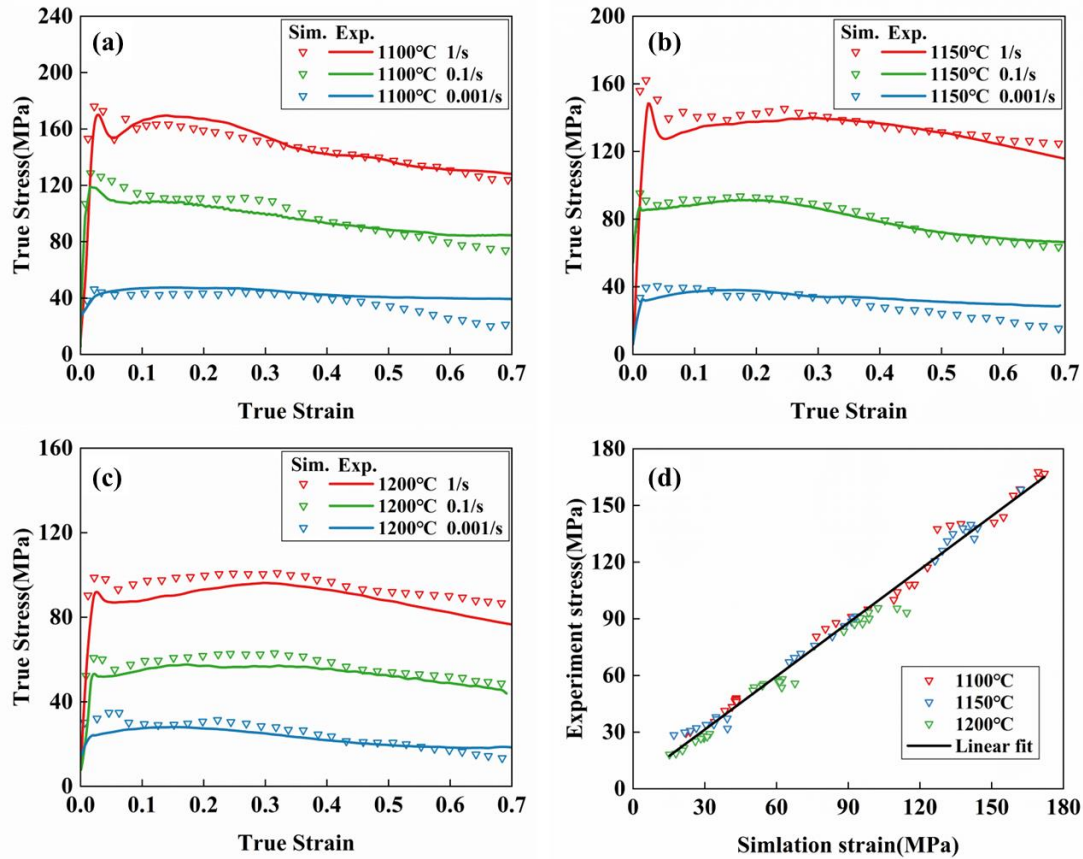 (a)
Sim. Exp.
1100°C 1/s
1100°C 0.1/s
1100°C 0.001/s
240
200
160
120
80
40
0
True Stress(MPa)
0.0 0.1 0.2 0.3 0.4 0.5 0.6 0.7
True Strain
(b)
Sim. Exp.
1150°C 1/s
1150°C 0.1/s
1150°C 0.001/s
200
160
120
80
40
0
True Stress(MPa)
0.0 0.1 0.2 0.3 0.4 0.5 0.6 0.7
True Strain
(c)
Sim. Exp.
1200°C 1/s
1200°C 0.1/s
1200°C 0.001/s
160
120
80
40
0
True Stress(MPa)
0.0 0.1 0.2 0.3 0.4 0.5 0.6 0.7
True Strain
(d)
180
150
120
90
60
30
0
Experiment stress(MPa)
1100°C
1150°C
1200°C
Linear fit
0 30 60 90 120 150 180
Simlation strain(MPa)